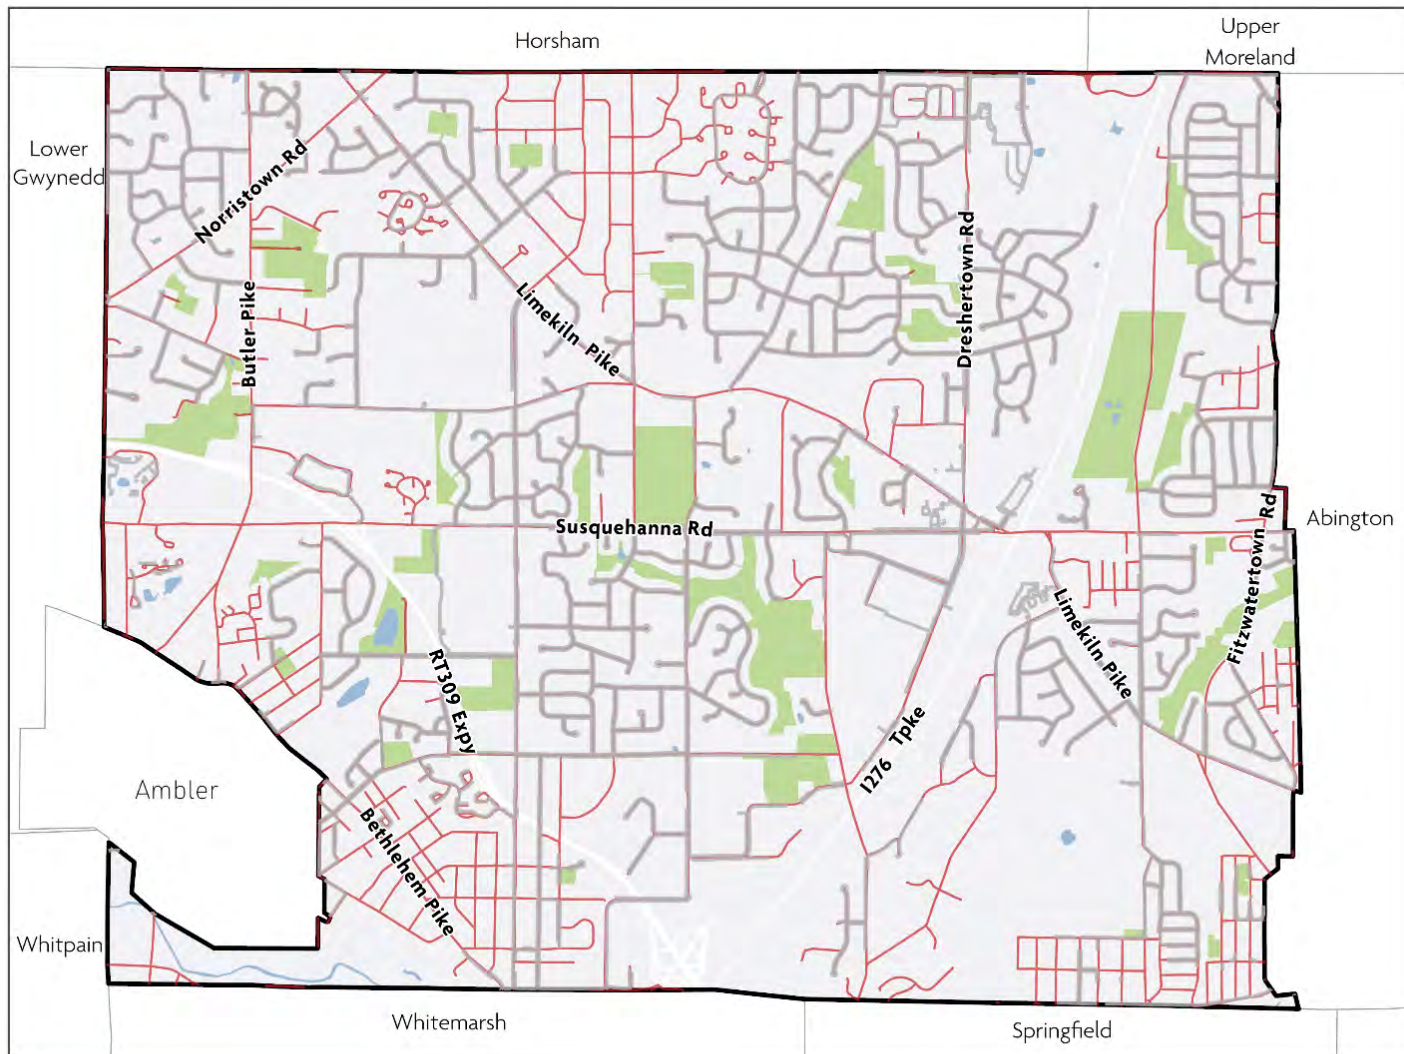 Horsham
Upper
Moreland
Lower
Gwynedd
Norristown Rd
Butler Pike
Limekiln Pike
Dreshertown Rd
Susquehanna Rd
Fitzwatertown Rd
Abington
Limekiln Pike
RT309 Expy
I276 Tpke
Ambler
Bethlehem Pike
Whitpain
Whitemarsh
Springfield